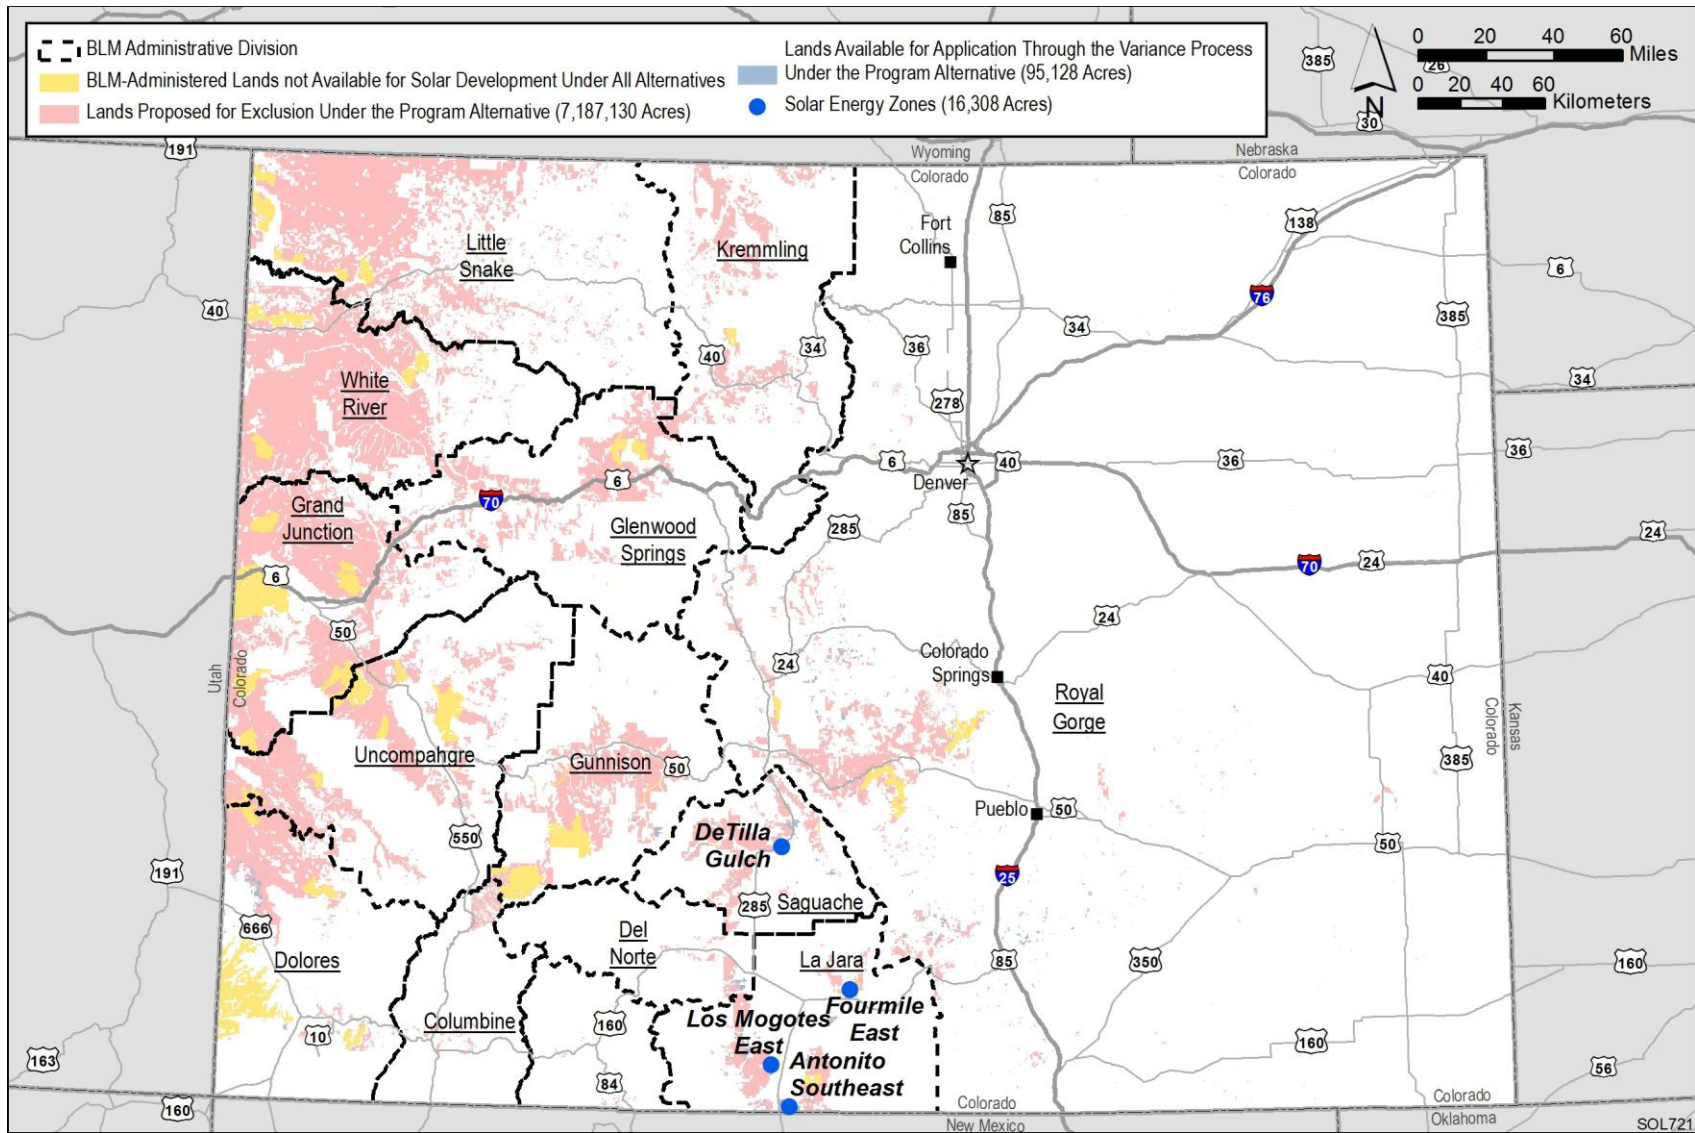 BLM Administrative Division
BLM-Administered Lands not Available for Solar Development Under All Alternatives
Lands Proposed for Exclusion Under the Program Alternative (7,187,130 Acres)
Lands Available for Application Through the Variance Process
Under the Program Alternative (95,128 Acres)
Solar Energy Zones (16,308 Acres)
N
0 20 40 60
Miles
0 20 40 60
Kilometers
385
26
30
191
Wyoming
Colorado
Nebraska
Colorado
85
138
Fort
Collins
Little
Snake
Kremmling
6
76
40
385
34
36
34
40
34
White
River
278
36
36
6
40
Denver
6
70
Grand
Junction
Glenwood
Springs
285
85
24
70
24
6
50
24
24
Colorado
Springs
40
Utah
Colorado
Royal
Gorge
Kansas
Colorado
Uncompahgre
Gunnison
50
385
Pueblo
50
550
DeTilla
Gulch
50
191
25
285
Saguache
666
Del
Norte
Dolores
La Jara
85
350
160
Fourmile
East
Los Mogotes
East
Columbine
160
10
160
163
Antonito
Southeast
84
56
160
Colorado
New Mexico
Colorado
Oklahoma
SOL721